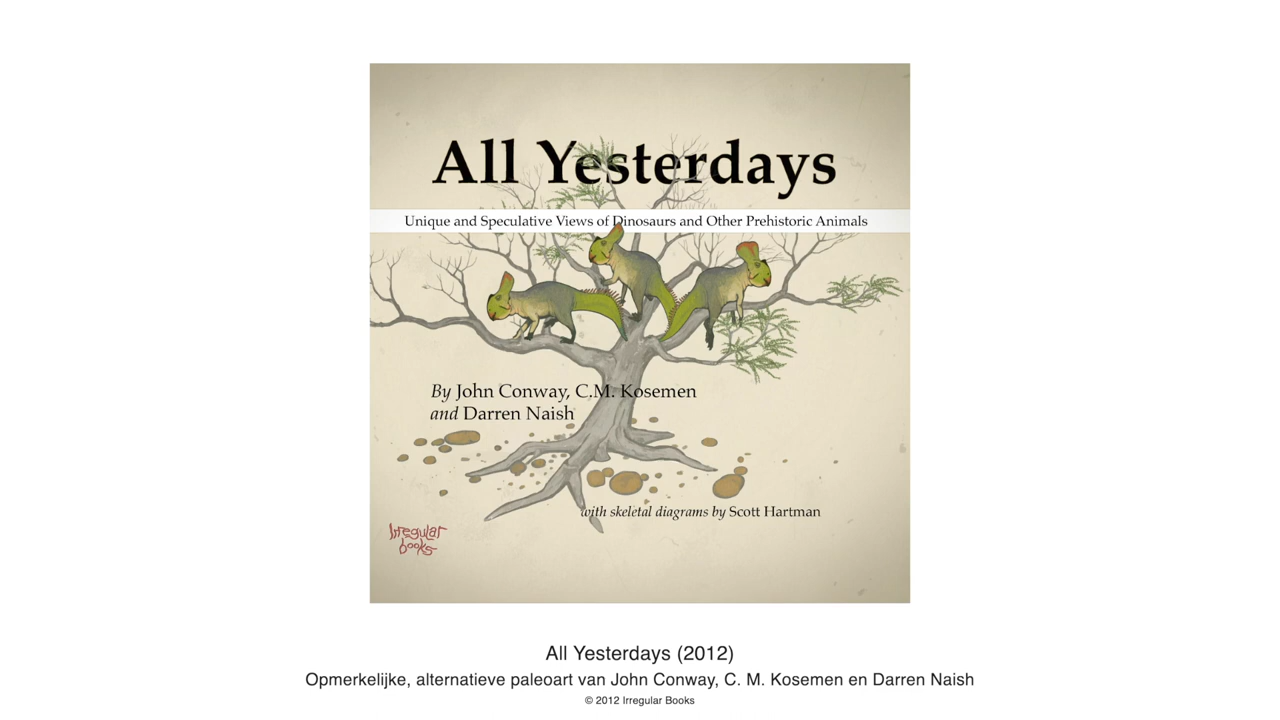 All Yesterdays
Unique and Speculative Views of Dinosaurs and Other Prehistoric Animals
By John Conway, C.M. Kosemen
and Darren Naish
with skeletal diagrams by Scott Hartman
Irregular
books
All Yesterdays (2012)
Opmerkelijke, alternatieve paleoart van John Conway, C. M. Kosemen en Darren Naish
© 2012 Irregular Books